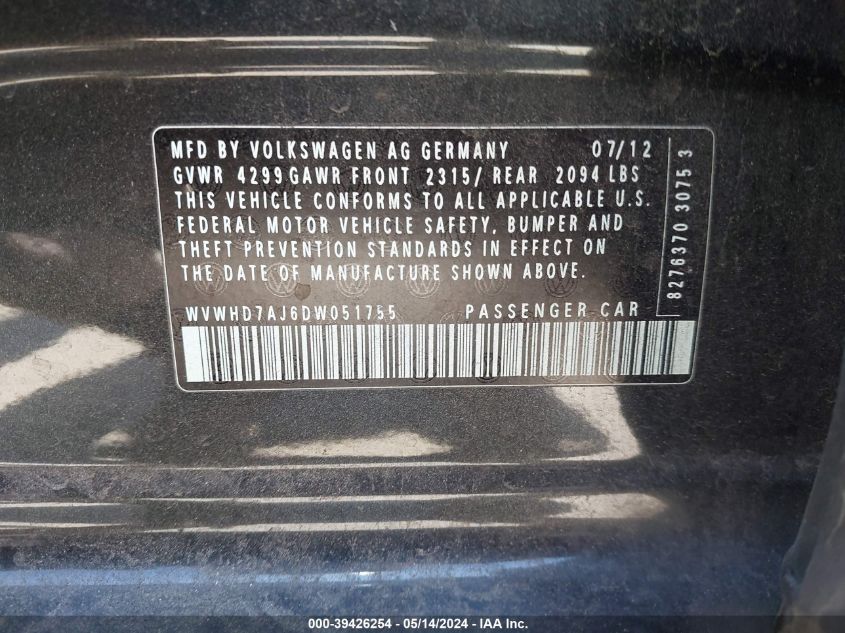 MFD BY VOLKSWAGEN AG GERMANY 07/12
GVWR 4299 GAWR FRONT 2315/ REAR 2094 LBS
THIS VEHICLE CONFORMS TO ALL APPLICABLE U.S.
FEDERAL MOTOR VEHICLE SAFETY, BUMPER AND
THEFT PREVENTION STANDARDS IN EFFECT ON
THE DATE OF MANUFACTURE SHOWN ABOVE.
WVWHD7AJ6DW051755 PASSENGER CAR
8276370 3075 3
000-39426254 - 05/14/2024 - IAA Inc.